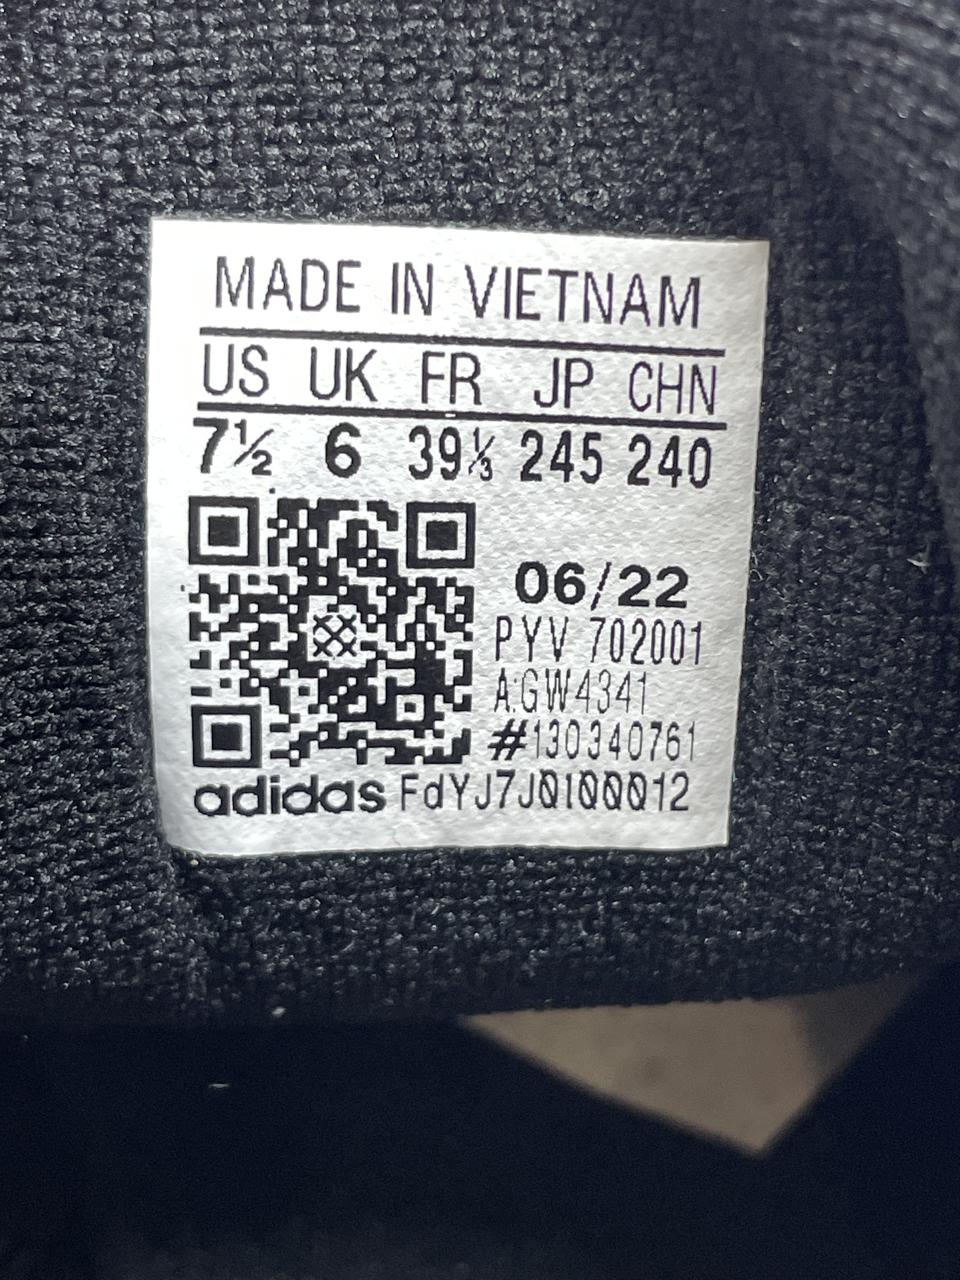 MADE IN VIETNAM
US UK FR JP CHN
7½ 6 39⅓ 245 240
06/22
PYV 702001
A:GW4341
#130340761
adidas FdYJ7J0100012